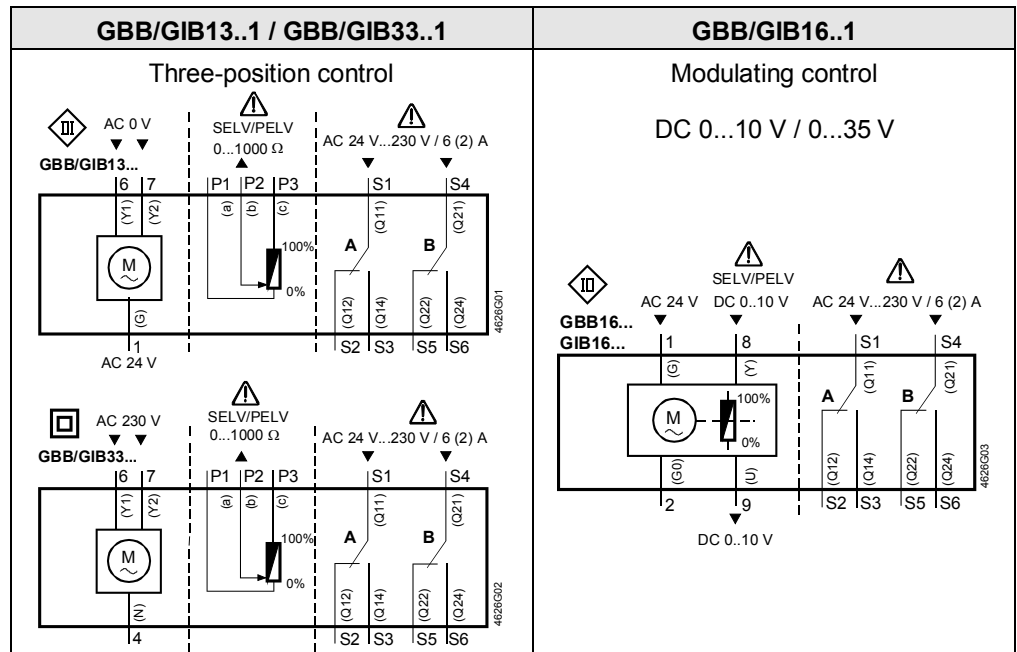 GBB/GIB13..1 / GBB/GIB33..1
GBB/GIB16..1
Three-position control
AC 0 V
SELV/PELV
0...1000 Ω
AC 24 V...230 V / 6 (2) A
GBB/GIB13...
6 7 P1 P2 P3 S1 S4
(Y1) (Y2) (a) (b) (c) (Q11) (Q21)
M
~
100%
0%
A B
(G) (Q12) (Q14) (Q22) (Q24)
4626G01
1 S2 S3 S5 S6
AC 24 V
AC 230 V
SELV/PELV
0...1000 Ω
AC 24 V...230 V / 6 (2) A
GBB/GIB33...
6 7 P1 P2 P3 S1 S4
(Y1) (Y2) (a) (b) (c) (Q11) (Q21)
M
~
100%
0%
A B
(N) (Q12) (Q14) (Q22) (Q24)
4626G02
4 S2 S3 S5 S6
Modulating control
DC 0...10 V / 0...35 V
SELV/PELV
AC 24 V DC 0..10 V AC 24 V...230 V / 6 (2) A
GBB16...
GIB16...
1 8 S1 S4
(G) (Y) (Q11) (Q21)
M
~
100%
0%
A B
(G0) (U) (Q12) (Q14) (Q22) (Q24)
4626G03
2 9 S2 S3 S5 S6
DC 0..10 V